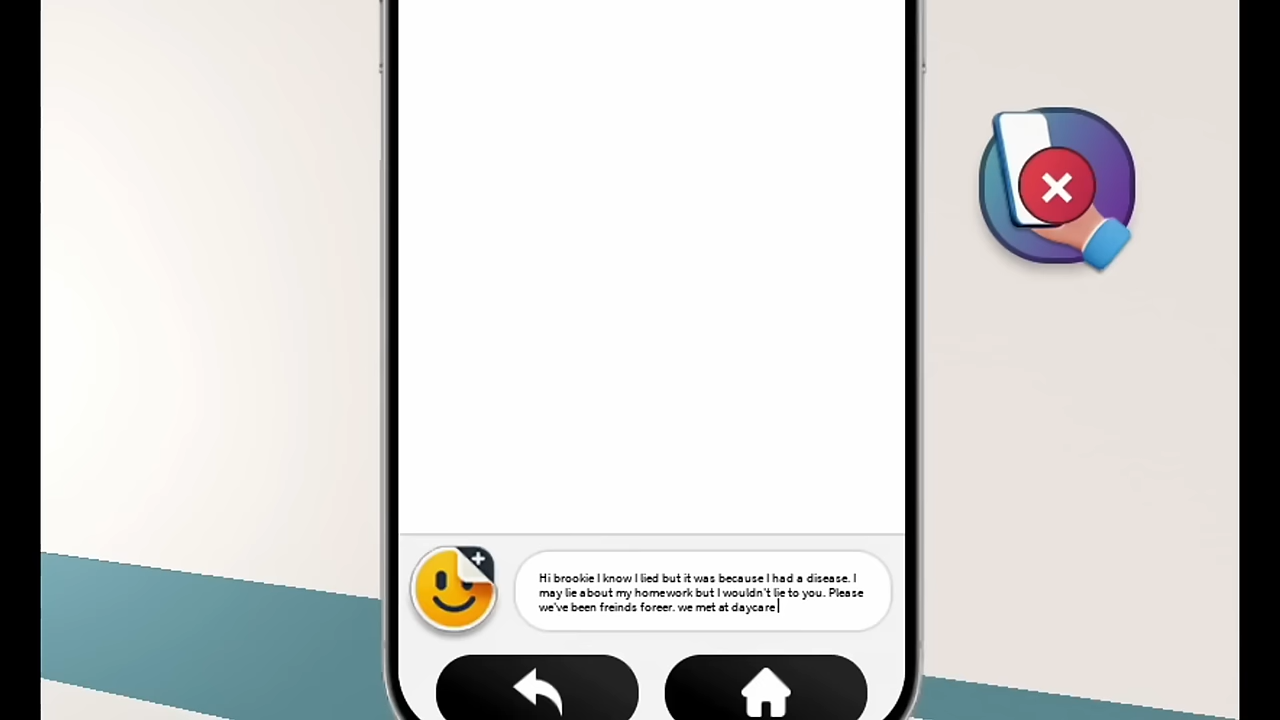 Hi brookie I know I lied but it was because I had a disease. I
may lie about my homework but I wouldn't lie to you. Please
we've been freinds foreer. we met at daycare